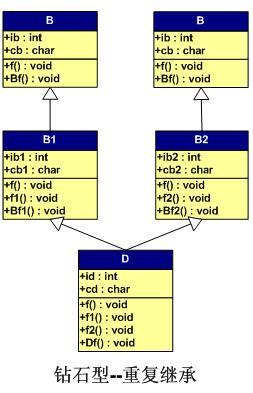 B
+ib : int
+cb : char
+f() : void
+Bf() : void
B
+ib : int
+cb : char
+f() : void
+Bf() : void
B1
+ib1 : int
+cb1 : char
+f() : void
+f1() : void
+Bf1() : void
B2
+ib2 : int
+cb2 : char
+f() : void
+f2() : void
+Bf2() : void
D
+id : int
+cd : char
+f() : void
+f1() : void
+f2() : void
+Df() : void
钻石型--重复继承